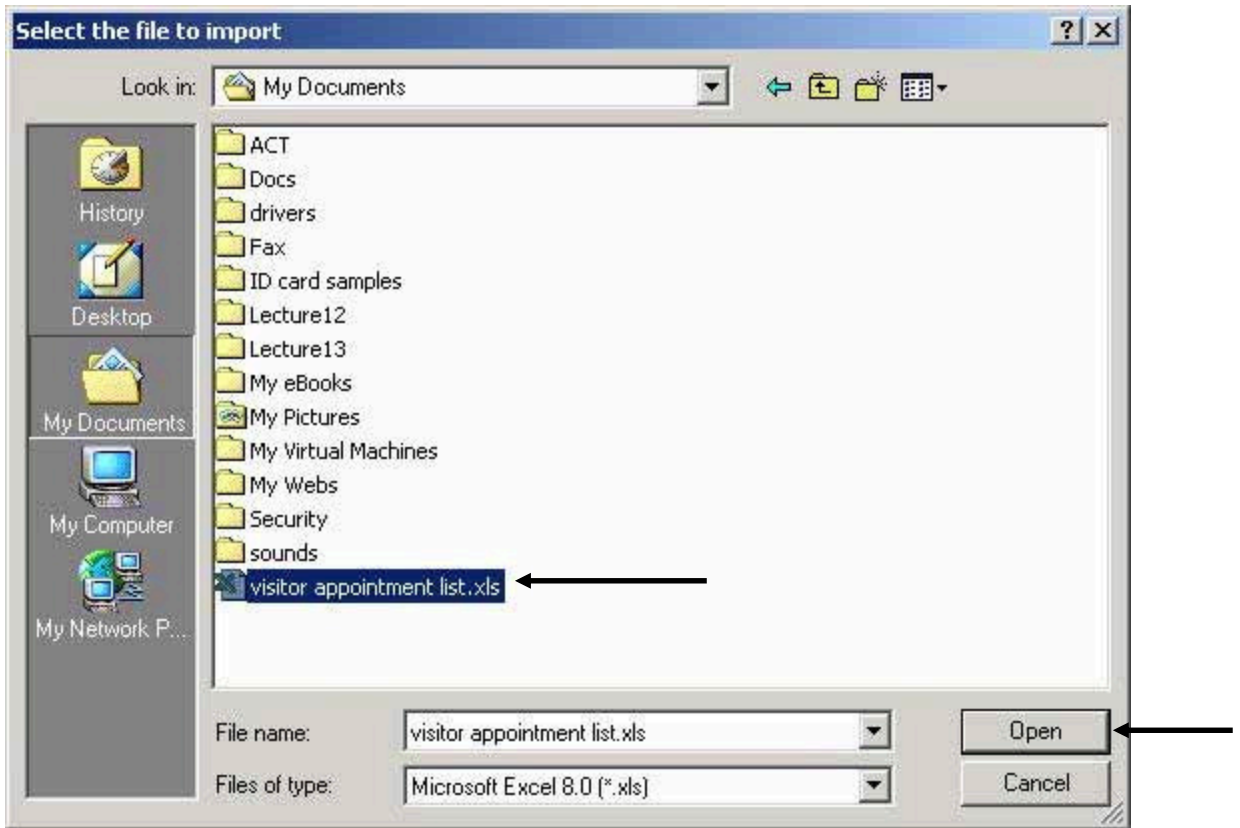 Select the file to import
Look in: My Documents
History
Desktop
My Documents
My Computer
My Network P...
ACT
Docs
drivers
Fax
ID card samples
Lecture12
Lecture13
My eBooks
My Pictures
My Virtual Machines
My Webs
Security
sounds
visitor appointment list.xls
File name: visitor appointment list.xls Open
Files of type: Microsoft Excel 8.0 (*.xls) Cancel